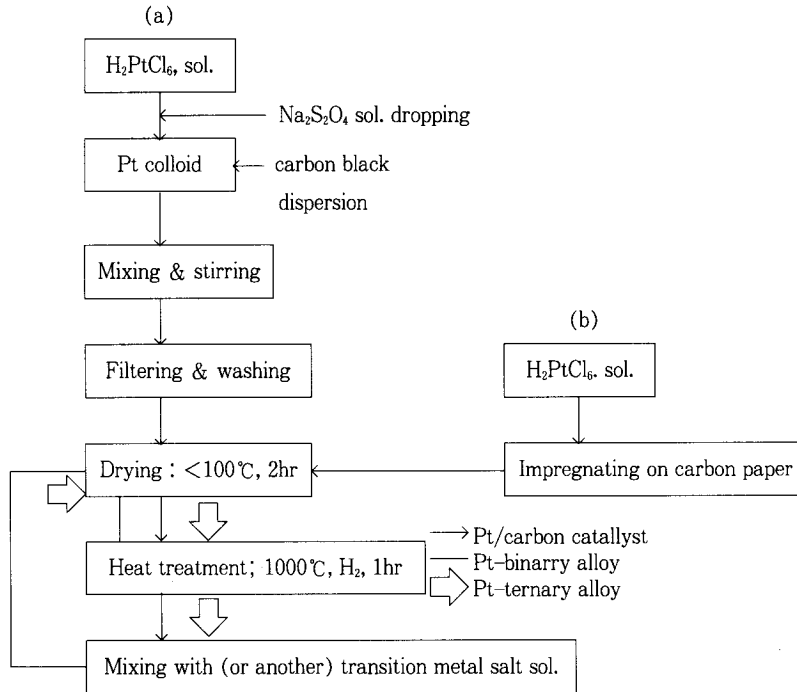 (a)
H₂PtCl₆, sol.
Na₂S₂O₄ sol. dropping
Pt colloid
carbon black
dispersion
Mixing & stirring
Filtering & washing
(b)
H₂PtCl₆. sol.
Drying : <100℃, 2hr
Impregnating on carbon paper
Heat treatment; 1000℃, H₂, 1hr
Pt/carbon catallyst
Pt-binarry alloy
Pt-ternary alloy
Mixing with (or another) transition metal salt sol.